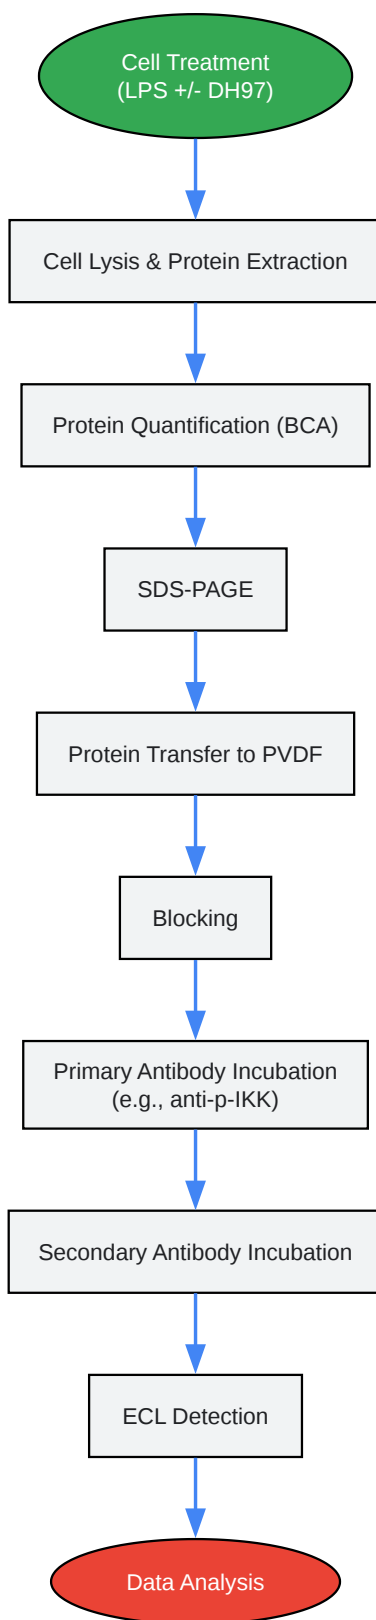 Cell Treatment
(LPS +/- DH97)
Cell Lysis & Protein Extraction
Protein Quantification (BCA)
SDS-PAGE
Protein Transfer to PVDF
Blocking
Primary Antibody Incubation
(e.g., anti-p-IKK)
Secondary Antibody Incubation
ECL Detection
Data Analysis